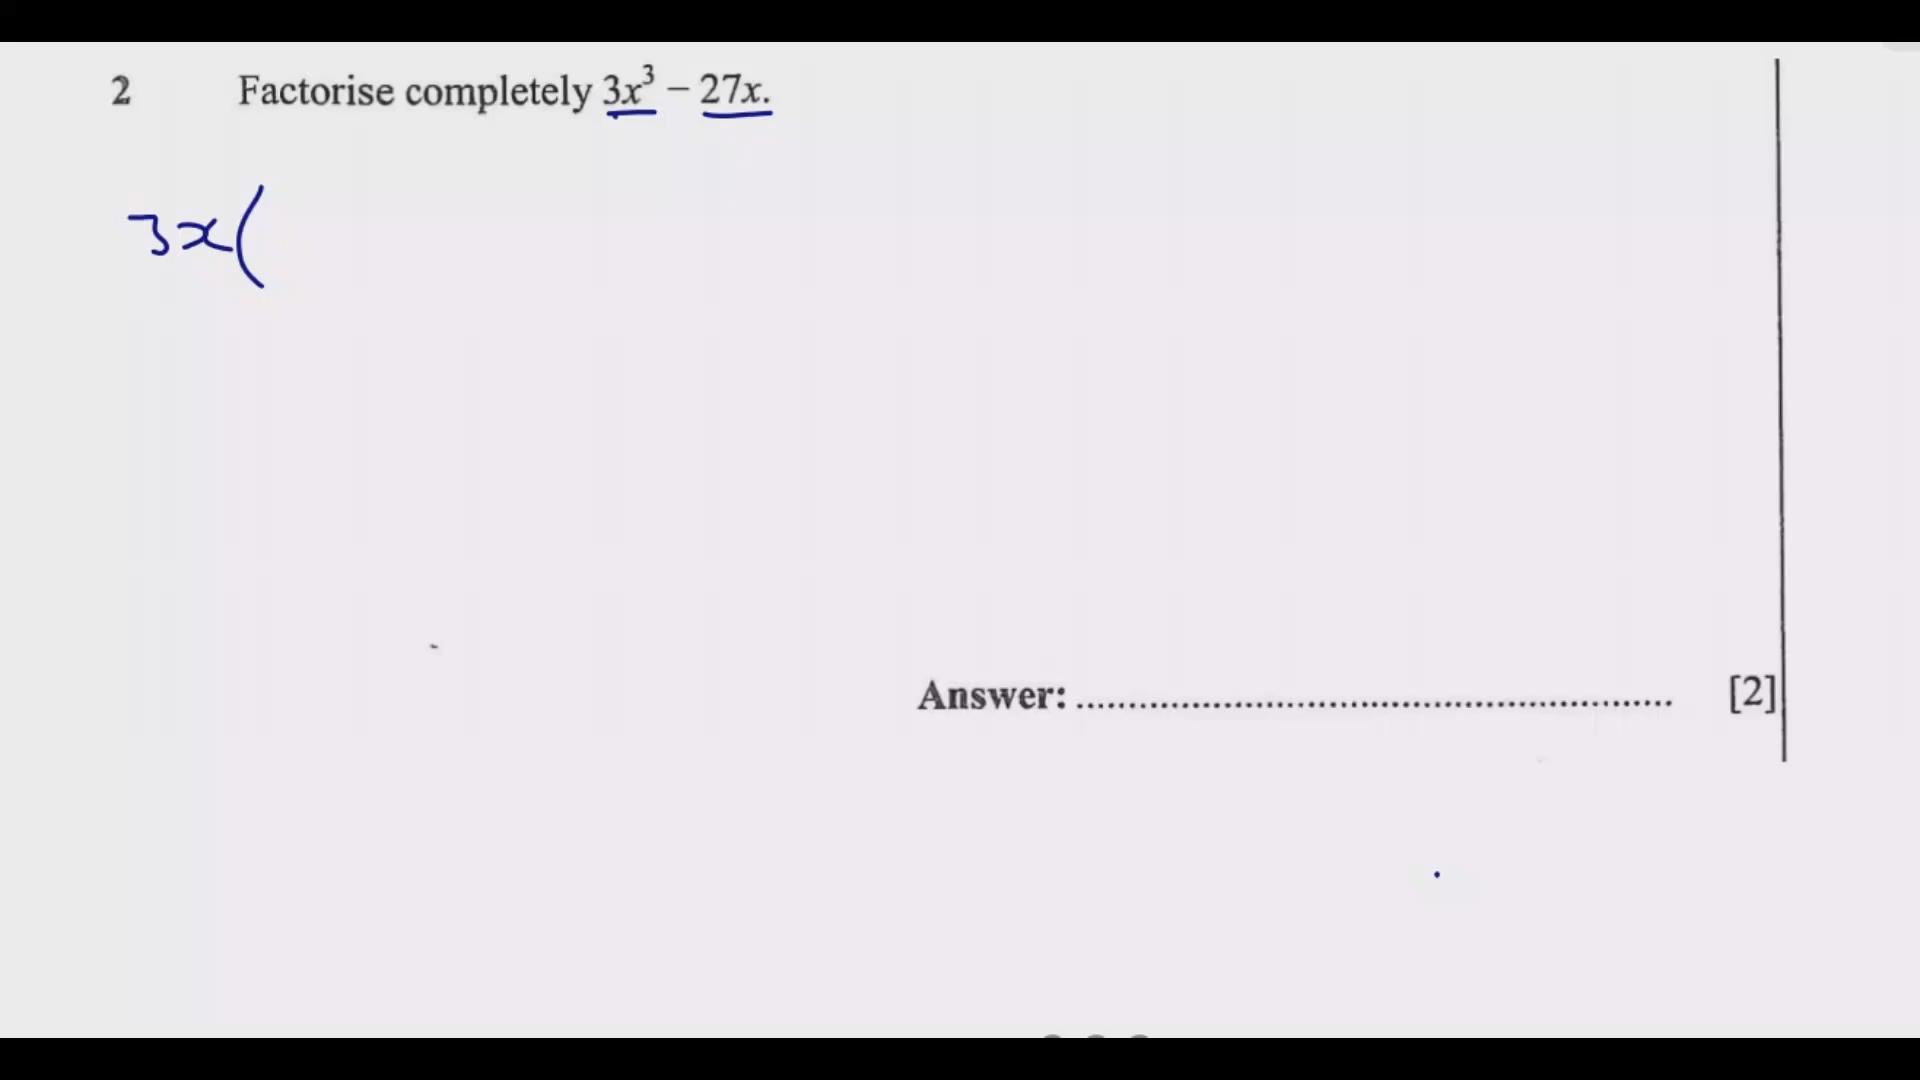 2 Factorise completely 3x³ – 27x.
3x(
Answer: ........................................................ [2]